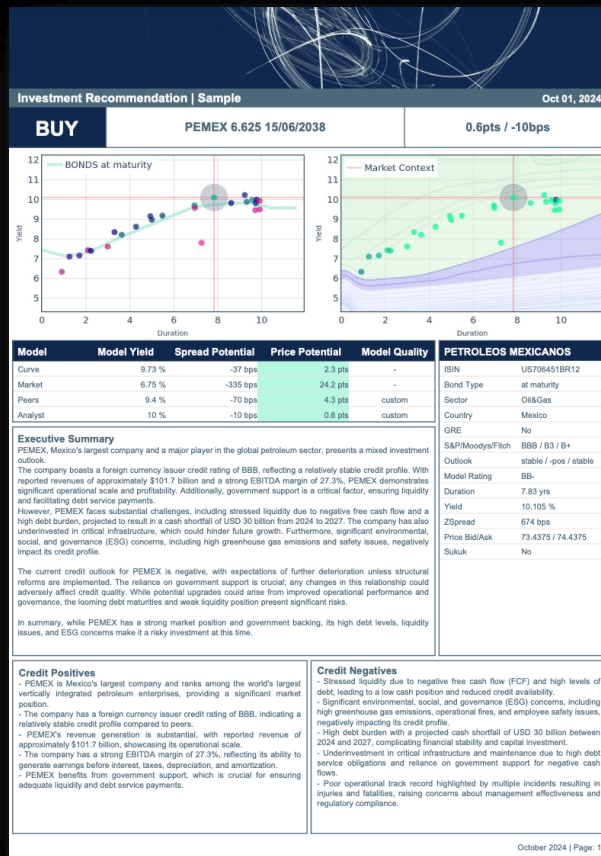 Investment Recommendation | Sample
Oct 01, 2024
BUY
PEMEX 6.625 15/06/2038
0.6pts / -10bps
BONDS at maturity
12
11
10
9
8
7
6
5
Yield
0
2
4
6
8
10
Duration
Market Context
12
11
10
9
8
7
6
5
Yield
0
2
4
6
8
10
Duration
Model Model Yield Spread Potential Price Potential Model Quality
Curve 9.73 % -37 bps 2.3 pts -
Market 6.75 % -335 bps 24.2 pts -
Peers 9.4 % -70 bps 4.3 pts custom
Analyst 10 % -10 bps 0.6 pts custom
PETROLEOS MEXICANOS
ISIN US706451BR12
Bond Type at maturity
Sector Oil&Gas
Country Mexico
GRE No
S&P/Moodys/Fitch BBB / B3 / B+
Outlook stable / -pos / stable
Model Rating BB-
Duration 7.83 yrs
Yield 10.105 %
ZSpread 674 bps
Price Bid/Ask 73.4375 / 74.4375
Sukuk No
Executive Summary
PEMEX, Mexico's largest company and a major player in the global petroleum sector, presents a mixed investment
outlook.
The company boasts a foreign currency issuer credit rating of BBB, reflecting a relatively stable credit profile. With
reported revenues of approximately $101.7 billion and a strong EBITDA margin of 27.3%, PEMEX demonstrates
significant operational scale and profitability. Additionally, government support is a critical factor, ensuring liquidity
and facilitating debt service payments.
However, PEMEX faces substantial challenges, including stressed liquidity due to negative free cash flow and a
high debt burden, projected to result in a cash shortfall of USD 30 billion from 2024 to 2027. The company has also
underinvested in critical infrastructure, which could hinder future growth. Furthermore, significant environmental,
social, and governance (ESG) concerns, including high greenhouse gas emissions and safety issues, negatively
impact its credit profile.
The current credit outlook for PEMEX is negative, with expectations of further deterioration unless structural
reforms are implemented. The reliance on government support is crucial; any changes in this relationship could
adversely affect credit quality. While potential upgrades could arise from improved operational performance and
governance, the looming debt maturities and weak liquidity position present significant risks.
In summary, while PEMEX has a strong market position and government backing, its high debt levels, liquidity
issues, and ESG concerns make it a risky investment at this time.
Credit Positives
- PEMEX is Mexico's largest company and ranks among the world's largest
vertically integrated petroleum enterprises, providing a significant market
position.
- The company has a foreign currency issuer credit rating of BBB, indicating a
relatively stable credit profile compared to peers.
- PEMEX's revenue generation is substantial, with reported revenue of
approximately $101.7 billion, showcasing its operational scale.
- The company has a strong EBITDA margin of 27.3%, reflecting its ability to
generate earnings before interest, taxes, depreciation, and amortization.
- PEMEX benefits from government support, which is crucial for ensuring
adequate liquidity and debt service payments.
Credit Negatives
- Stressed liquidity due to negative free cash flow (FCF) and high levels of
debt, leading to a low cash position and reduced credit availability.
- Significant environmental, social, and governance (ESG) concerns, including
high greenhouse gas emissions, operational fires, and employee safety issues,
negatively impacting its credit profile.
- High debt burden with a projected cash shortfall of USD 30 billion between
2024 and 2027, complicating financial stability and capital investment.
- Underinvestment in critical infrastructure and maintenance due to high debt
service obligations and reliance on government support for negative cash
flows.
- Poor operational track record highlighted by multiple incidents resulting in
injuries and fatalities, raising concerns about management effectiveness and
regulatory compliance.
October 2024 | Page: 1